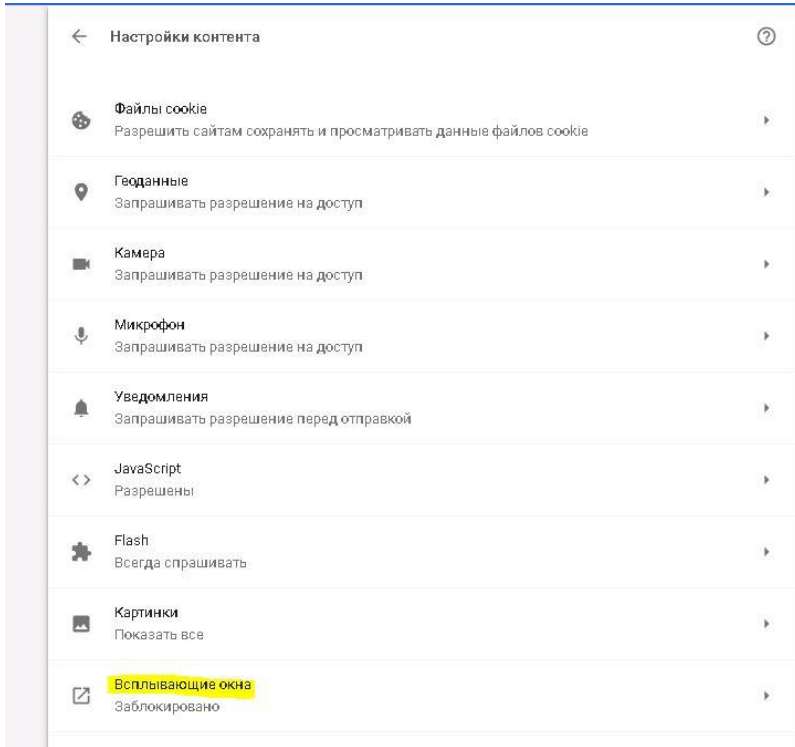 Настройки контента
Файлы cookie
Разрешить сайтам сохранять и просматривать данные файлов cookie
Геоданные
Запрашивать разрешение на доступ
Камера
Запрашивать разрешение на доступ
Микрофон
Запрашивать разрешение на доступ
Уведомления
Запрашивать разрешение перед отправкой
JavaScript
Разрешены
Flash
Всегда спрашивать
Картинки
Показать все
Всплывающие окна
Заблокировано